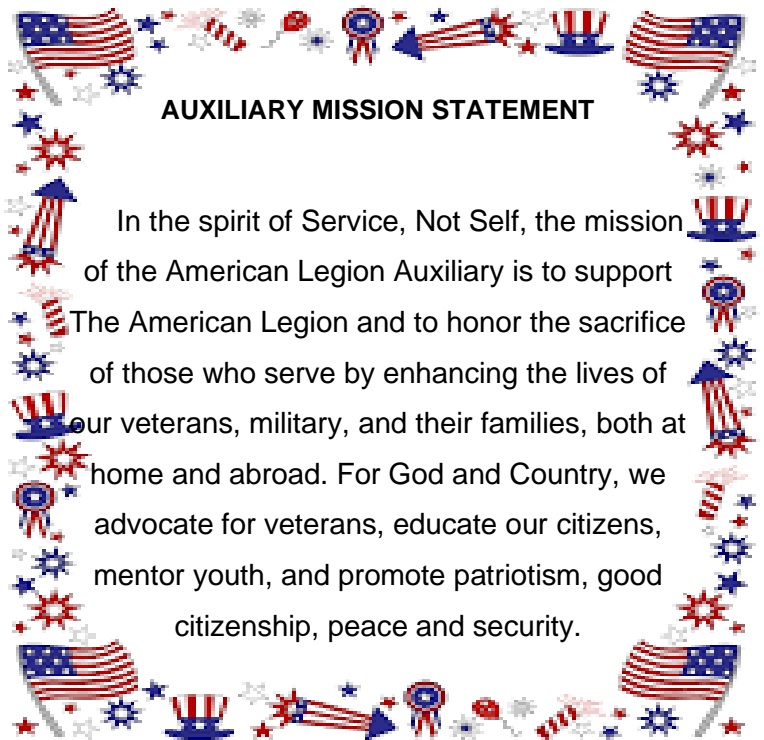 AUXILIARY MISSION STATEMENT
In the spirit of Service, Not Self, the mission
of the American Legion Auxiliary is to support
The American Legion and to honor the sacrifice
of those who serve by enhancing the lives of
our veterans, military, and their families, both at
home and abroad. For God and Country, we
advocate for veterans, educate our citizens,
mentor youth, and promote patriotism, good
citizenship, peace and security.